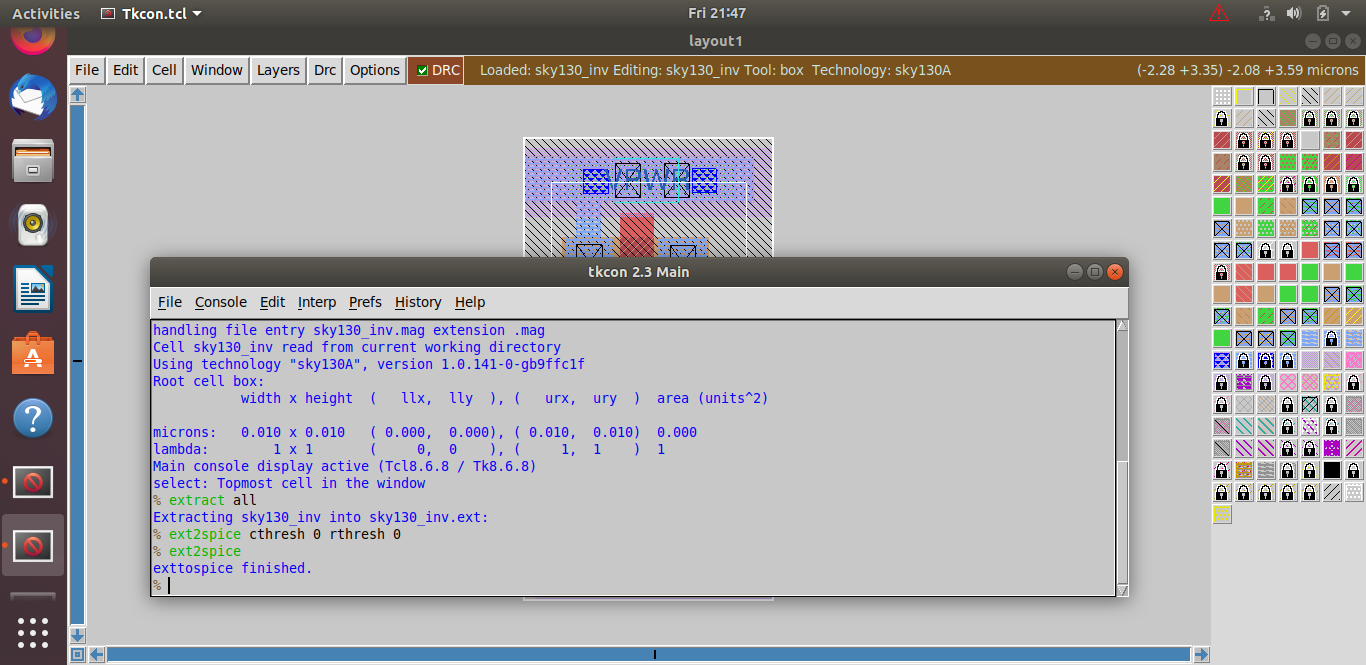 Activities Tkcon.tcl Fri 21:47
layout1
File Edit Cell Window Layers Drc Options DRC Loaded: sky130_inv Editing: sky130_inv Tool: box Technology: sky130A (-2.28 +3.35) -2.08 +3.59 microns
VPWR
tkcon 2.3 Main
File Console Edit Interp Prefs History Help
handling file entry sky130_inv.mag extension .mag
Cell sky130_inv read from current working directory
Using technology "sky130A", version 1.0.141-0-gb9ffc1f
Root cell box:
width x height ( llx, lly ), ( urx, ury ) area (units^2)
microns: 0.010 x 0.010 ( 0.000, 0.000), ( 0.010, 0.010) 0.000
lambda: 1 x 1 ( 0, 0 ), ( 1, 1 ) 1
Main console display active (Tcl8.6.8 / Tk8.6.8)
select: Topmost cell in the window
% extract all
Extracting sky130_inv into sky130_inv.ext:
% ext2spice cthresh 0 rthresh 0
% ext2spice
exttospice finished.
%